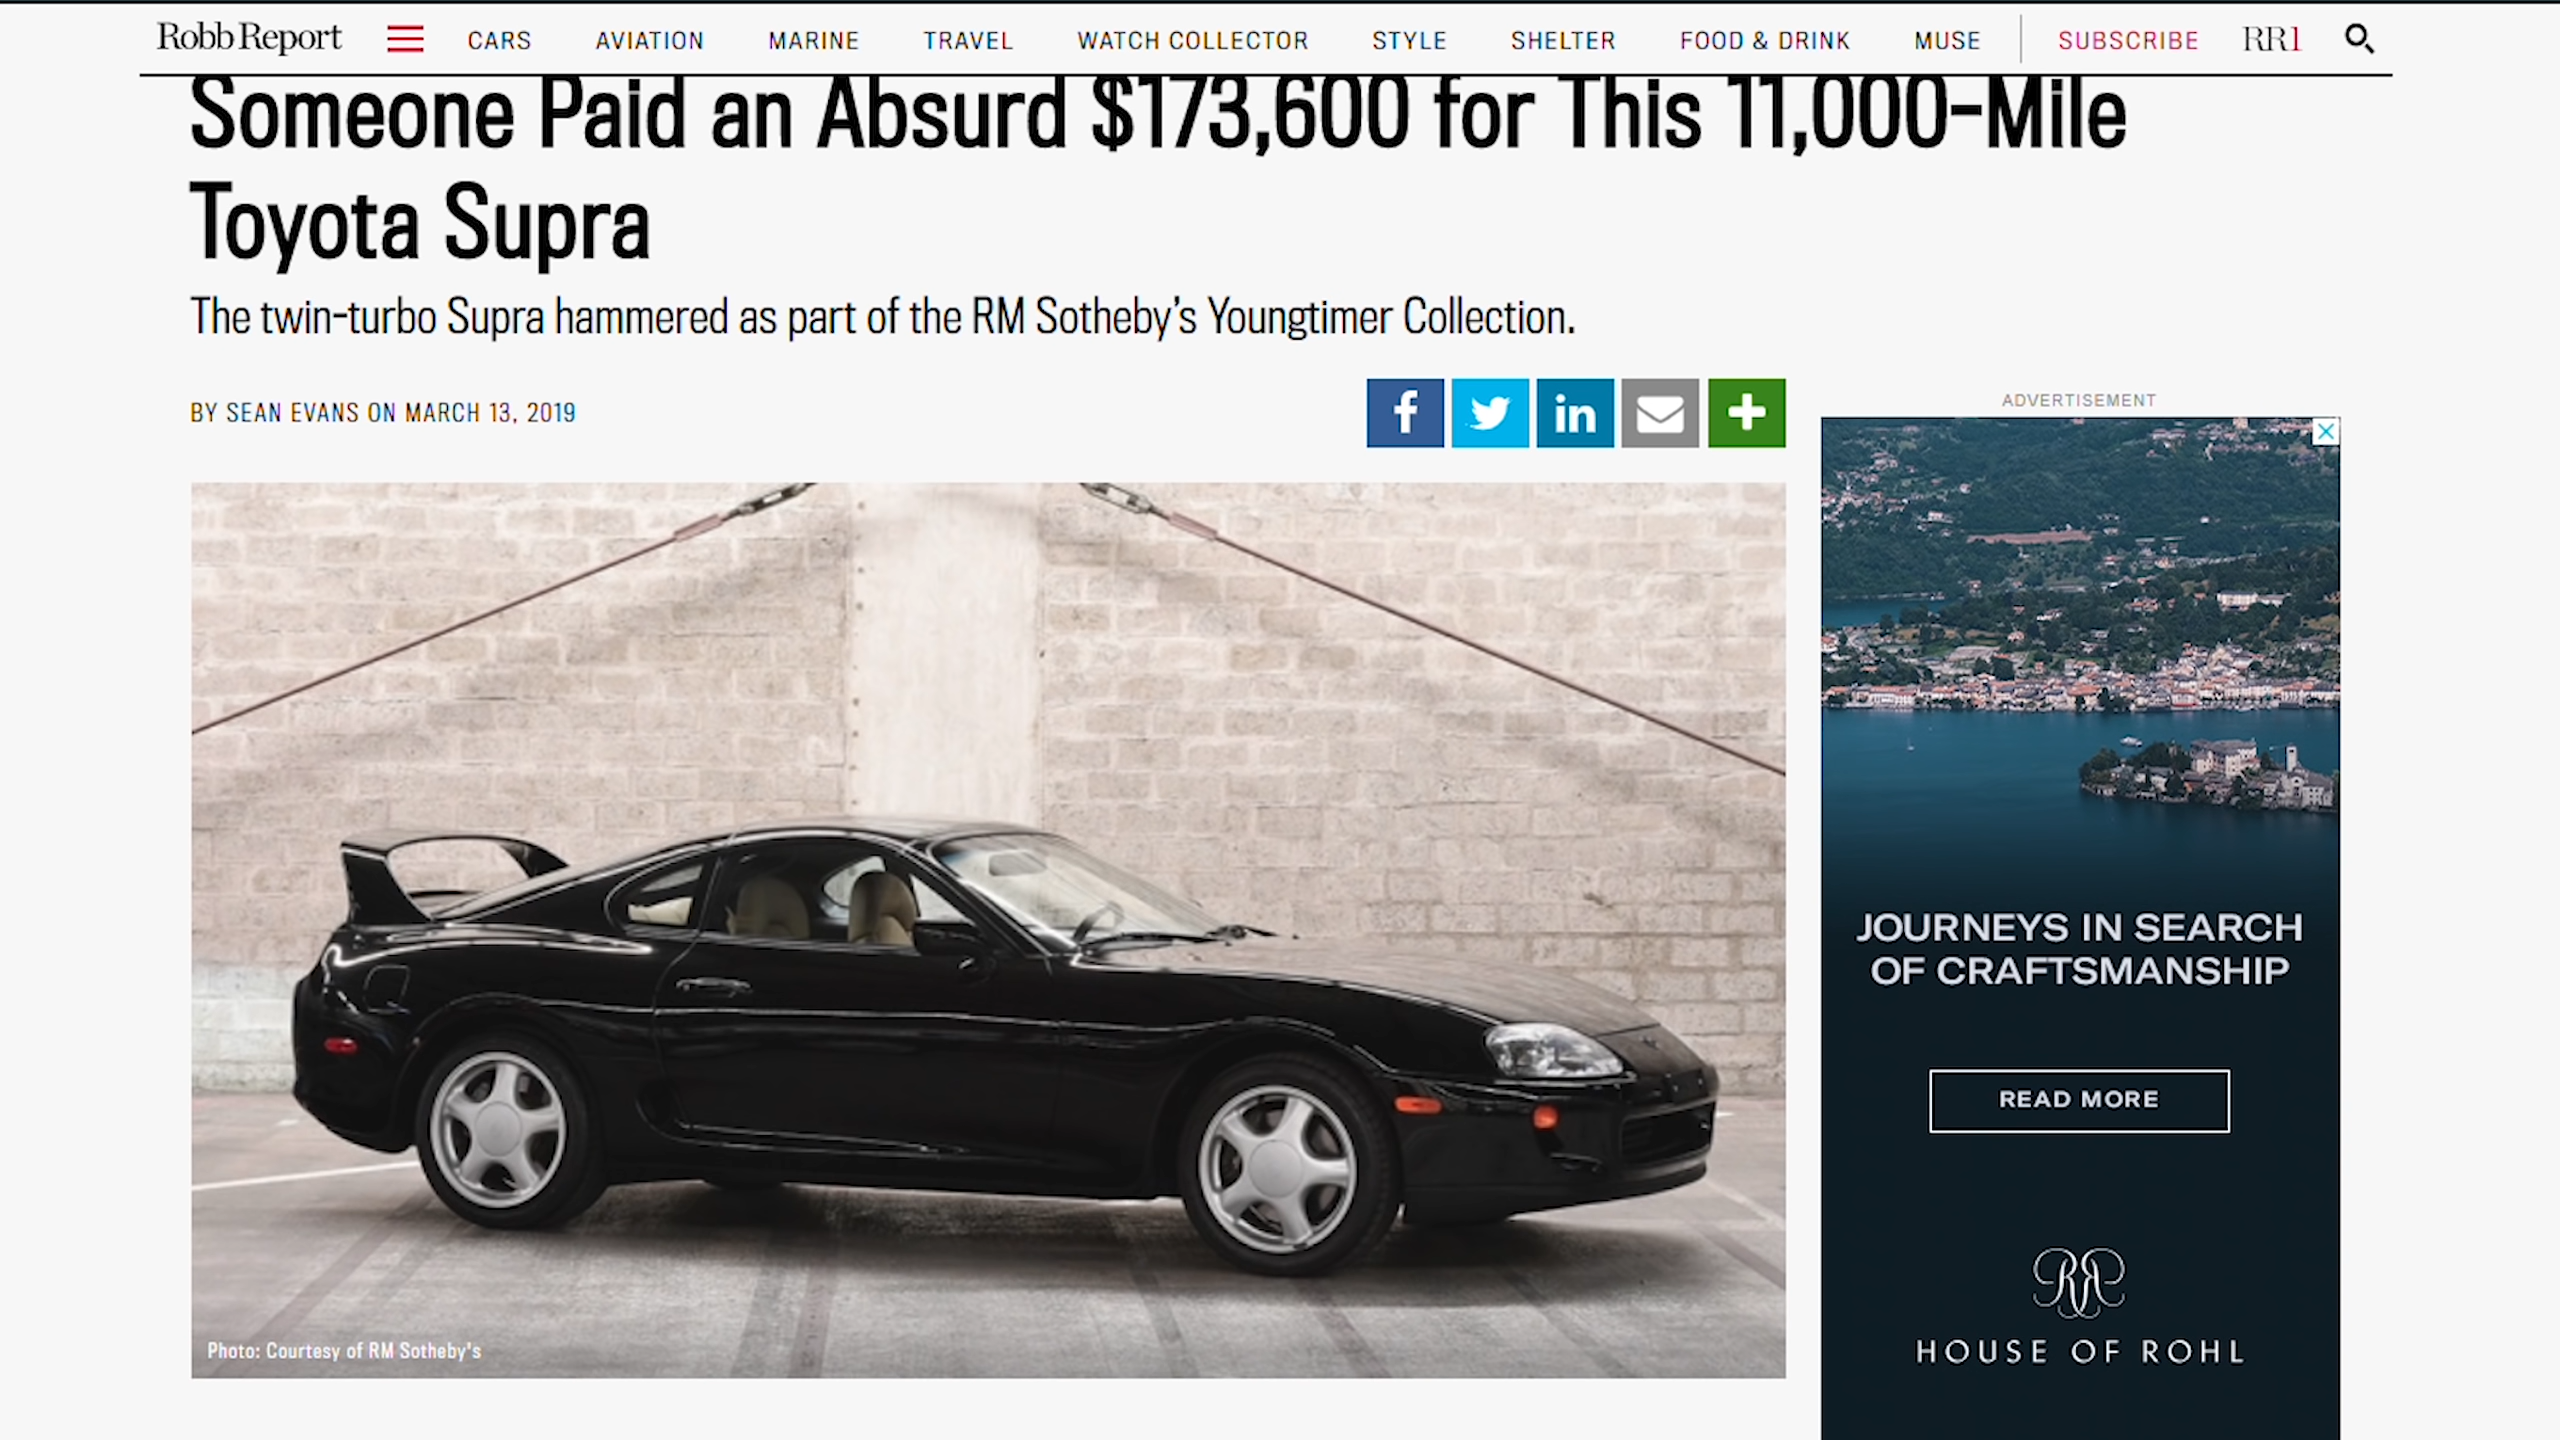 Robb Report CARS AVIATION MARINE TRAVEL WATCH COLLECTOR STYLE SHELTER FOOD & DRINK MUSE SUBSCRIBE RR1
Someone Paid an Absurd $173,600 for This 11,000-Mile
Toyota Supra
The twin-turbo Supra hammered as part of the RM Sotheby's Youngtimer Collection.
BY SEAN EVANS ON MARCH 13, 2019
Photo: Courtesy of RM Sotheby's
ADVERTISEMENT
JOURNEYS IN SEARCH
OF CRAFTSMANSHIP
READ MORE
HOUSE OF ROHL